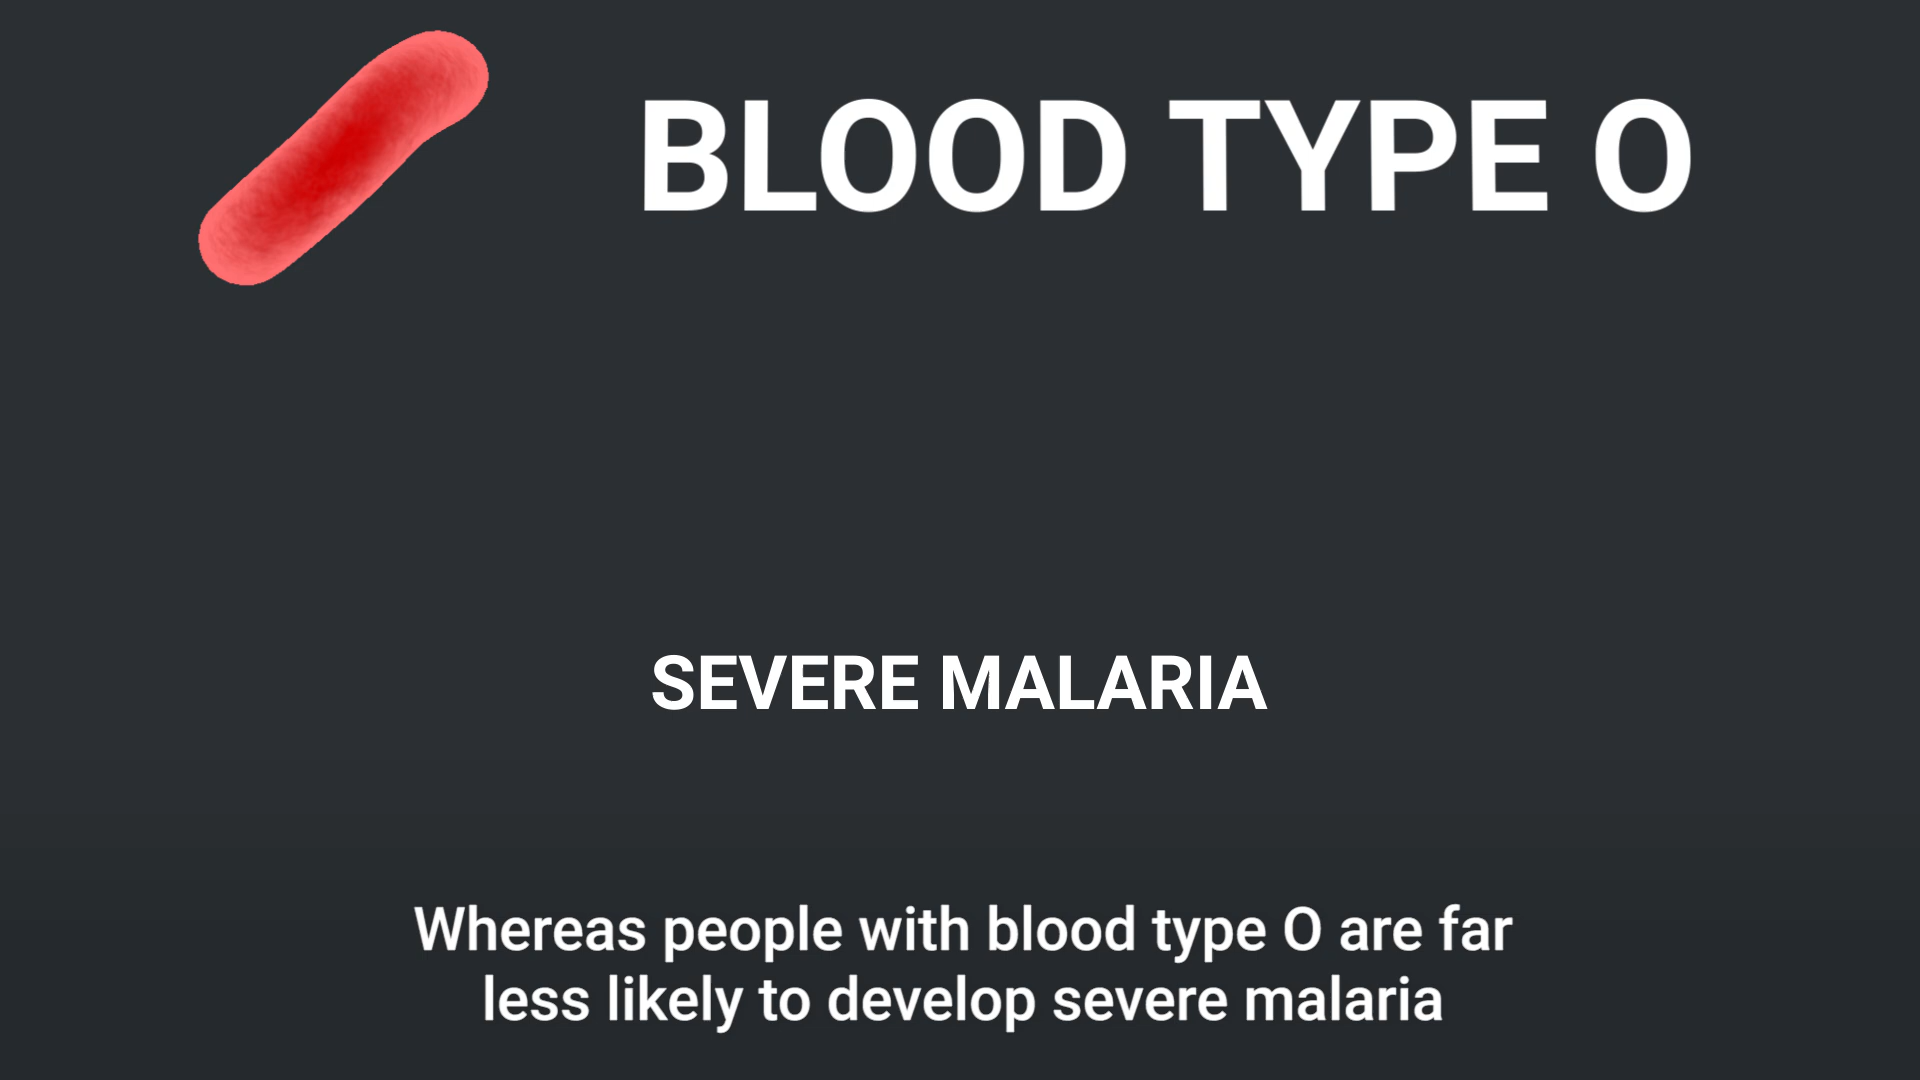 BLOOD TYPE O
SEVERE MALARIA
Whereas people with blood type O are far
less likely to develop severe malaria